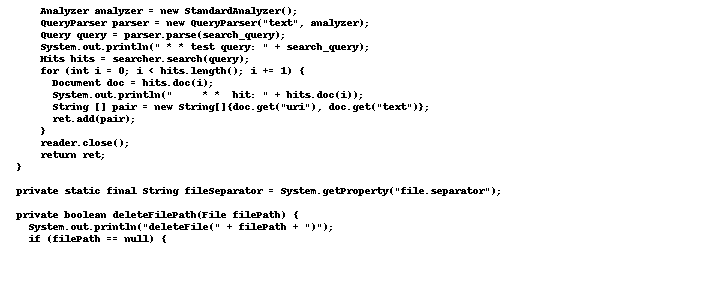 Analyzer analyzer = new StandardAnalyzer();
QueryParser parser = new QueryParser("text", analyzer);
Query query = parser.parse(search_query);
System.out.println(" * * test query: " + search_query);
Hits hits = searcher.search(query);
for (int i = 0; i < hits.length(); i += 1) {
Document doc = hits.doc(i);
System.out.println("     * *  hit: " + hits.doc(i));
String [] pair = new String[]{doc.get("uri"), doc.get("text")};
ret.add(pair);
}
reader.close();
return ret;
}
private static final String fileSeparator = System.getProperty("file.separator");
private boolean deleteFilePath(File filePath) {
System.out.println("deleteFile(" + filePath + ")");
if (filePath == null) {